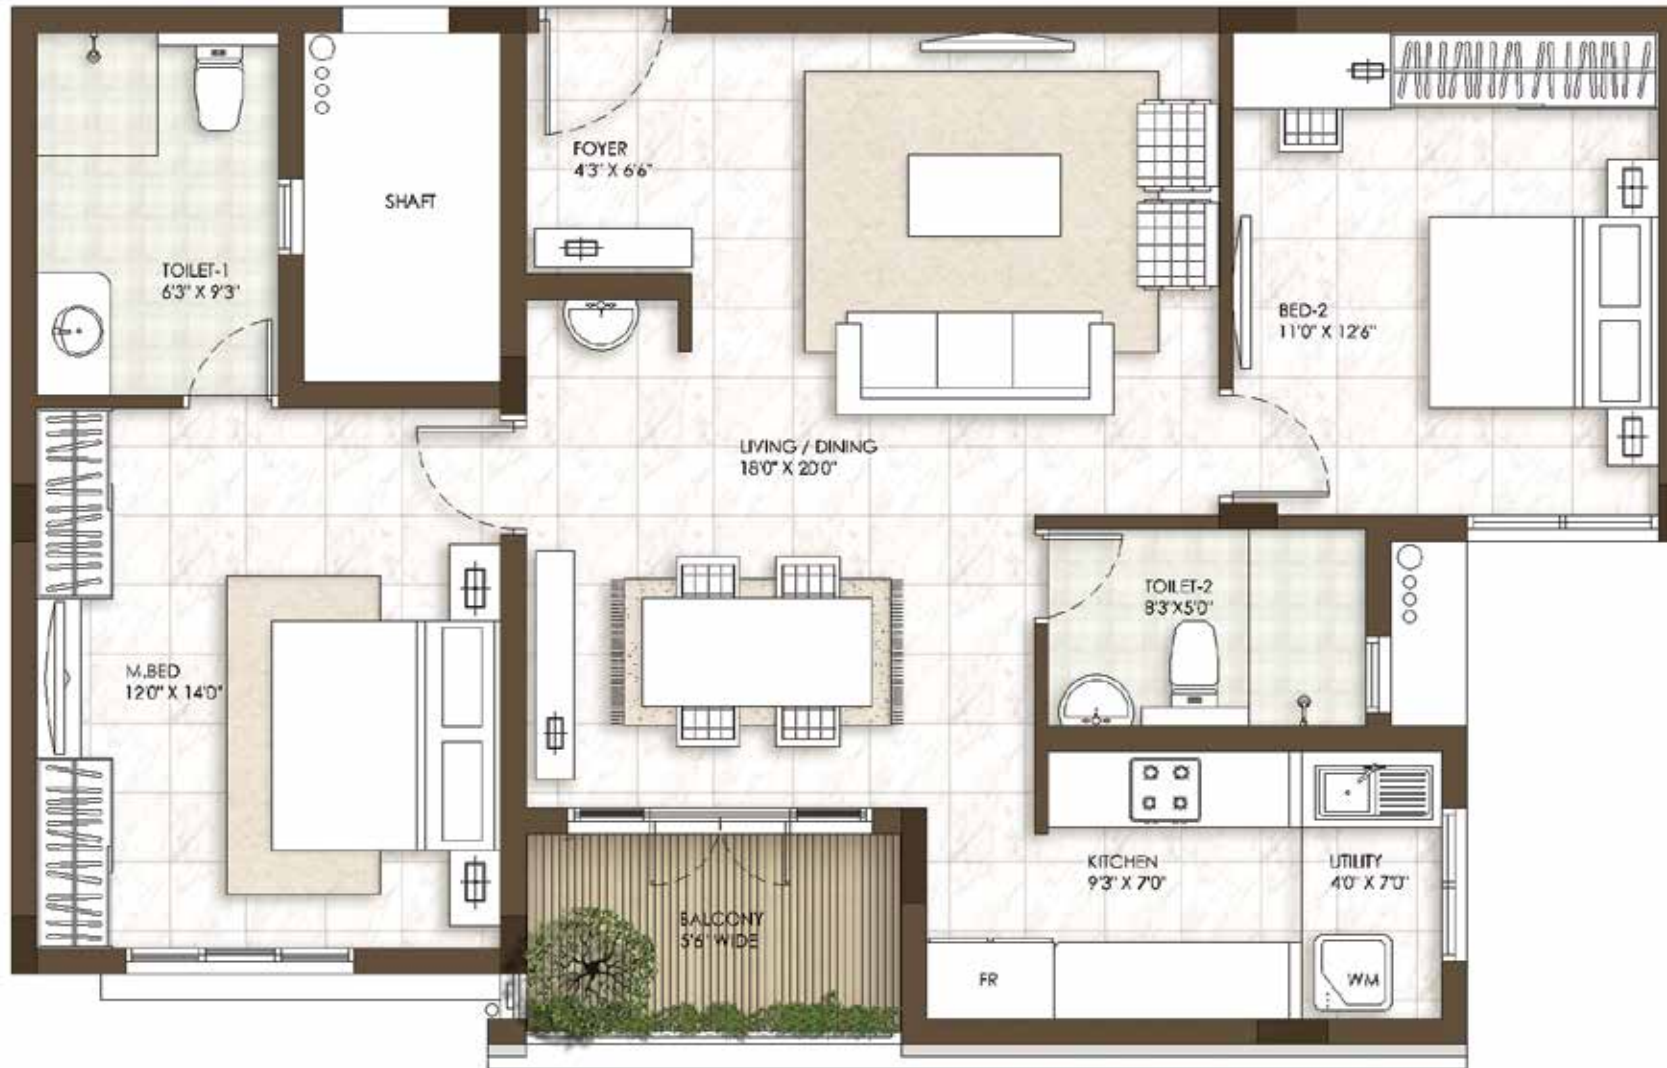 FOYER
4'3" X 6'6"
SHAFT
TOILET-1
6'3" X 9'3"
BED-2
11'0" X 12'6"
LIVING / DINING
18'0" X 20'0"
TOILET-2
8'3"X5'0"
M.BED
12'0" X 14'0"
KITCHEN
9'3" X 7'0"
UTILITY
4'0" X 7'0"
BALCONY
5'6" WIDE
FR
WM